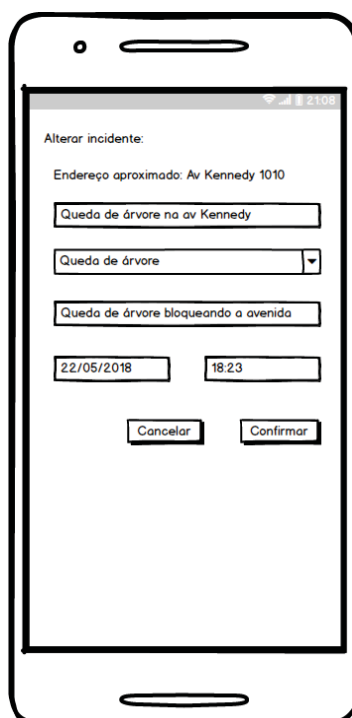 21:08
Alterar incidente:
Endereço aproximado: Av Kennedy 1010
Queda de árvore na av Kennedy
Queda de árvore
Queda de árvore bloqueando a avenida
22/05/2018 18:23
Cancelar Confirmar